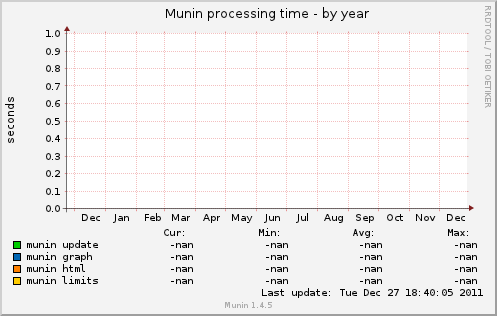 Munin processing time - by year
RRDTOOL / TOBI OETIKER
seconds
1.0
0.9
0.8
0.7
0.6
0.5
0.4
0.3
0.2
0.1
0.0
Dec Jan Feb Mar Apr May Jun Jul Aug Sep Oct Nov Dec
Cur: Min: Avg: Max:
munin update -nan -nan -nan -nan
munin graph -nan -nan -nan -nan
munin html -nan -nan -nan -nan
munin limits -nan -nan -nan -nan
Last update: Tue Dec 27 18:40:05 2011
Munin 1.4.5